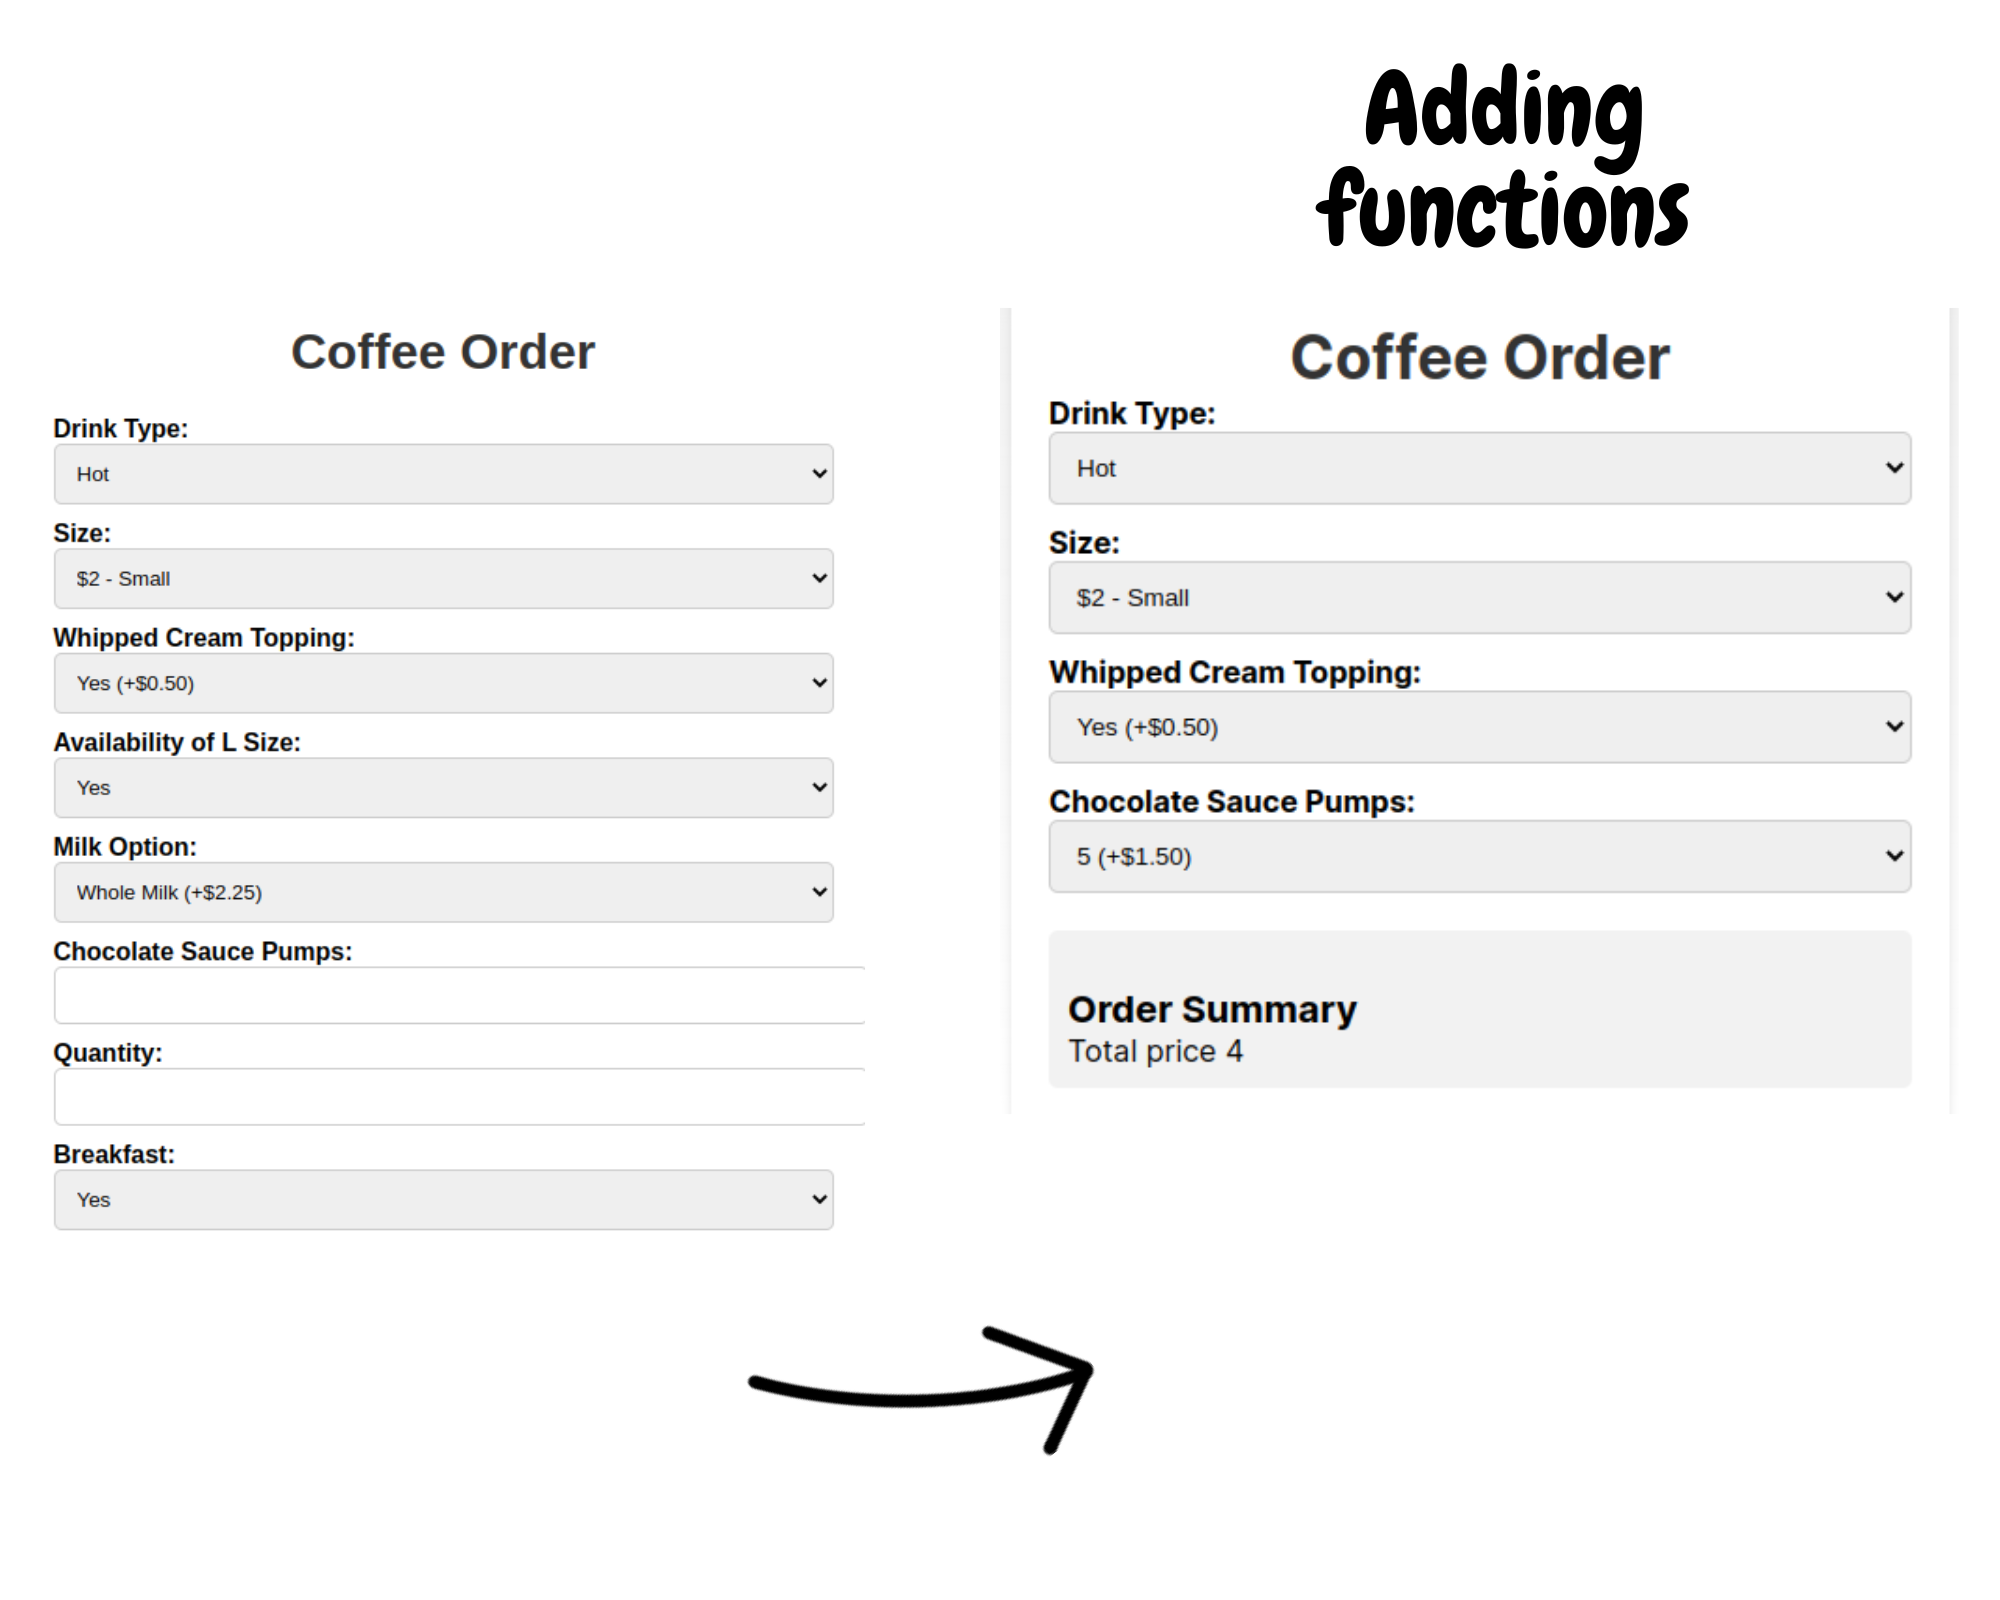 Adding
functions
Coffee Order
Drink Type:
Hot
Size:
$2 - Small
Whipped Cream Topping:
Yes (+$0.50)
Availability of L Size:
Yes
Milk Option:
Whole Milk (+$2.25)
Chocolate Sauce Pumps:
Quantity:
Breakfast:
Yes
Coffee Order
Drink Type:
Hot
Size:
$2 - Small
Whipped Cream Topping:
Yes (+$0.50)
Chocolate Sauce Pumps:
5 (+$1.50)
Order Summary
Total price 4